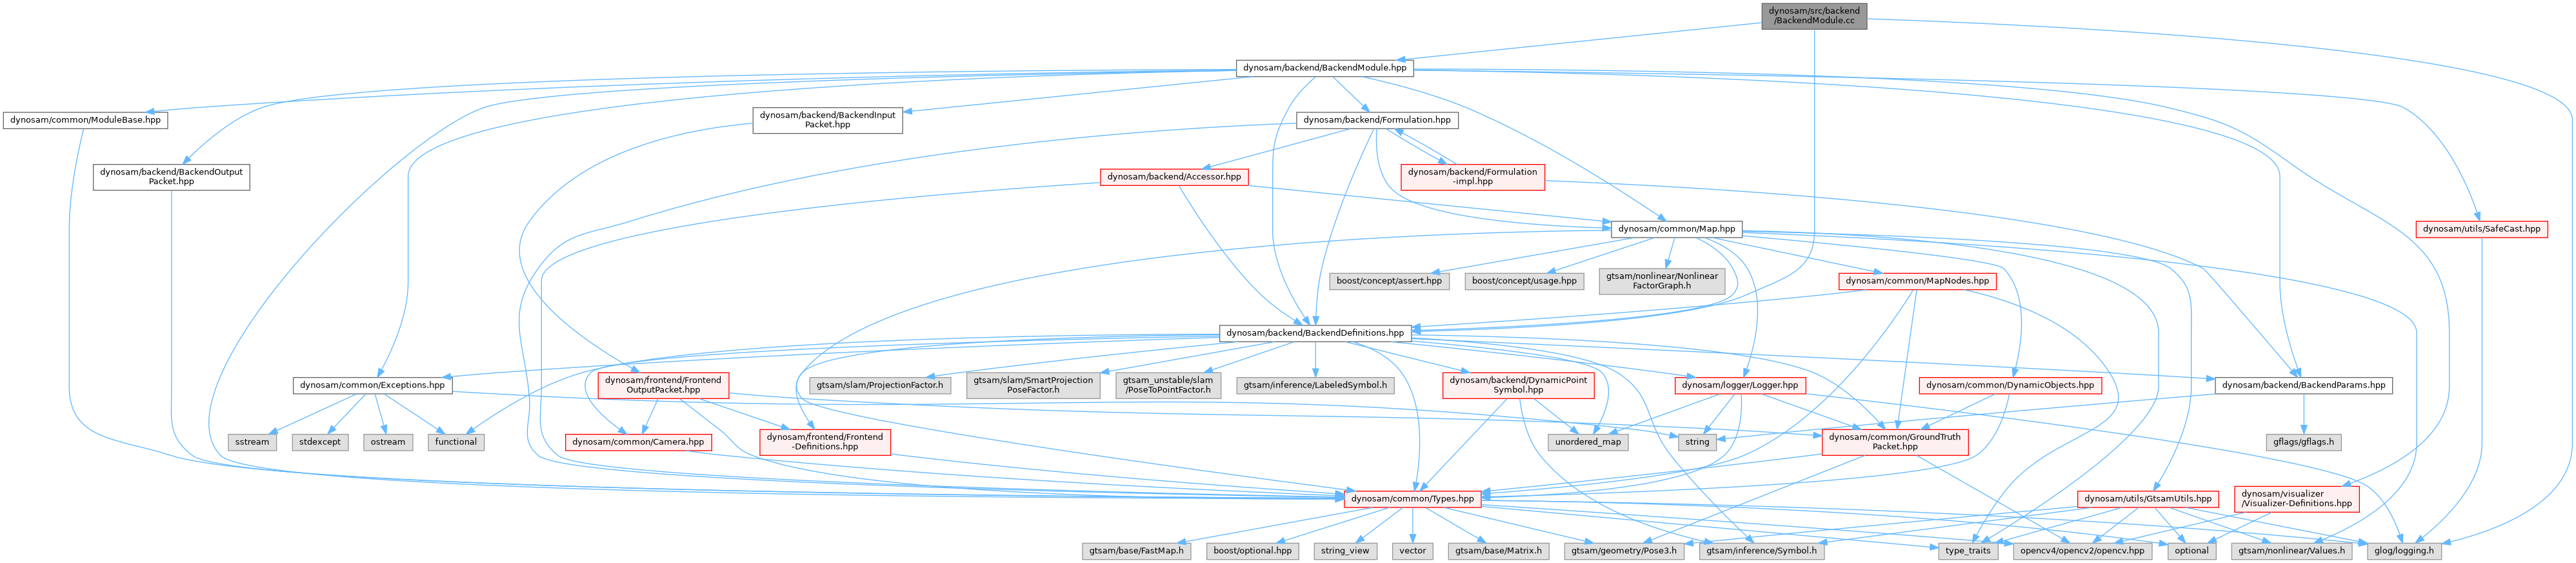 dynosam/src/backend
/BackendModule.cc
dynosam/backend/BackendModule.hpp
dynosam/common/ModuleBase.hpp
dynosam/backend/BackendInput
Packet.hpp
dynosam/backend/Formulation.hpp
dynosam/backend/BackendOutput
Packet.hpp
dynosam/backend/Accessor.hpp
dynosam/backend/Formulation
-impl.hpp
dynosam/common/Map.hpp
dynosam/utils/SafeCast.hpp
boost/concept/assert.hpp
boost/concept/usage.hpp
gtsam/nonlinear/Nonlinear
FactorGraph.h
dynosam/common/MapNodes.hpp
dynosam/backend/BackendDefinitions.hpp
dynosam/common/Exceptions.hpp
dynosam/frontend/Frontend
OutputPacket.hpp
gtsam/slam/ProjectionFactor.h
gtsam/slam/SmartProjection
PoseFactor.h
gtsam_unstable/slam
/PoseToPointFactor.h
gtsam/inference/LabeledSymbol.h
dynosam/backend/DynamicPoint
Symbol.hpp
dynosam/logger/Logger.hpp
dynosam/common/DynamicObjects.hpp
dynosam/backend/BackendParams.hpp
sstream
stdexcept
ostream
functional
dynosam/common/Camera.hpp
dynosam/frontend/Frontend
-Definitions.hpp
unordered_map
string
dynosam/common/GroundTruth
Packet.hpp
gflags/gflags.h
dynosam/common/Types.hpp
dynosam/utils/GtsamUtils.hpp
dynosam/visualizer
/Visualizer-Definitions.hpp
gtsam/base/FastMap.h
boost/optional.hpp
string_view
vector
gtsam/base/Matrix.h
gtsam/geometry/Pose3.h
gtsam/inference/Symbol.h
type_traits
opencv4/opencv2/opencv.hpp
optional
gtsam/nonlinear/Values.h
glog/logging.h